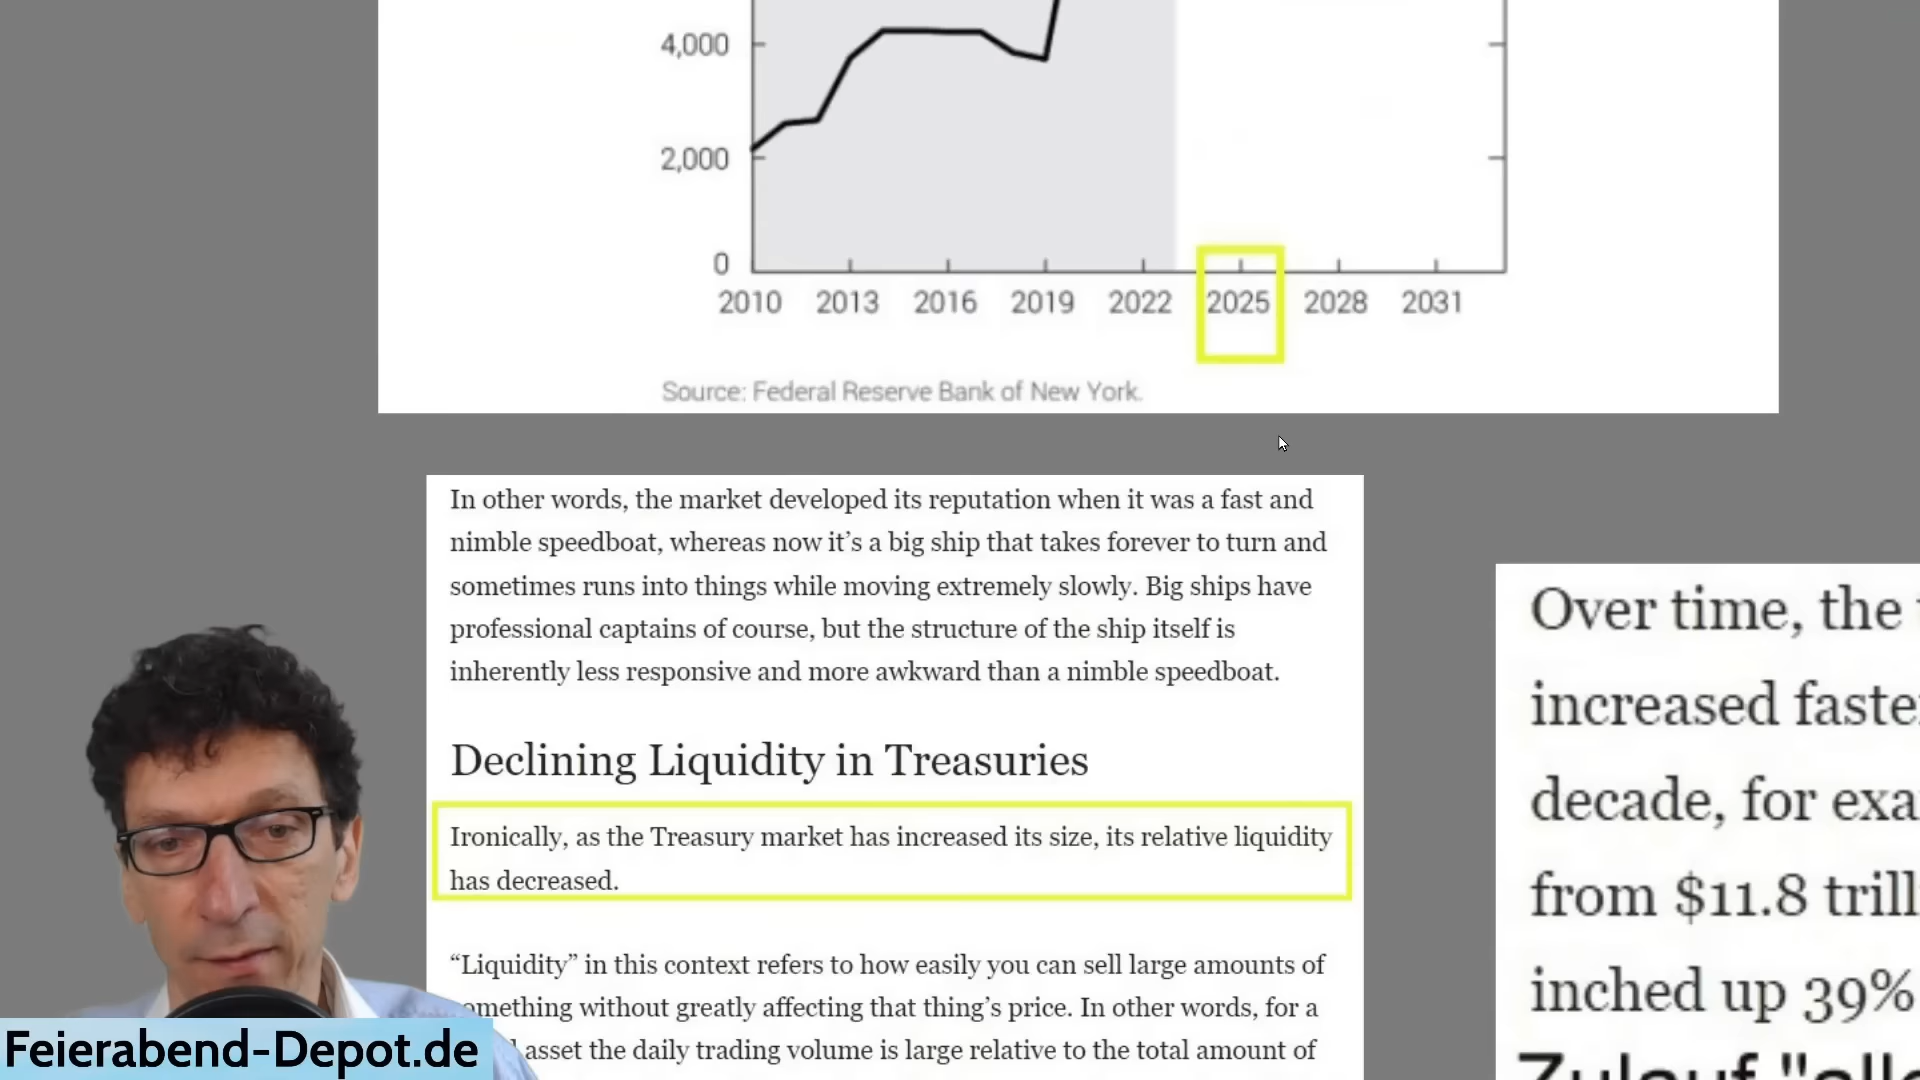 4,000
2,000
0
2010 2013 2016 2019 2022 2025 2028 2031
Source: Federal Reserve Bank of New York.
In other words, the market developed its reputation when it was a fast and
nimble speedboat, whereas now it’s a big ship that takes forever to turn and
sometimes runs into things while moving extremely slowly. Big ships have
professional captains of course, but the structure of the ship itself is
inherently less responsive and more awkward than a nimble speedboat.
Declining Liquidity in Treasuries
Ironically, as the Treasury market has increased its size, its relative liquidity
has decreased.
“Liquidity” in this context refers to how easily you can sell large amounts of
something without greatly affecting that thing’s price. In other words, for a
asset the daily trading volume is large relative to the total amount of
Over time, the
increased faste
decade, for exa
from $11.8 trill
inched up 39%
Zulauf "alle
Feierabend-Depot.de